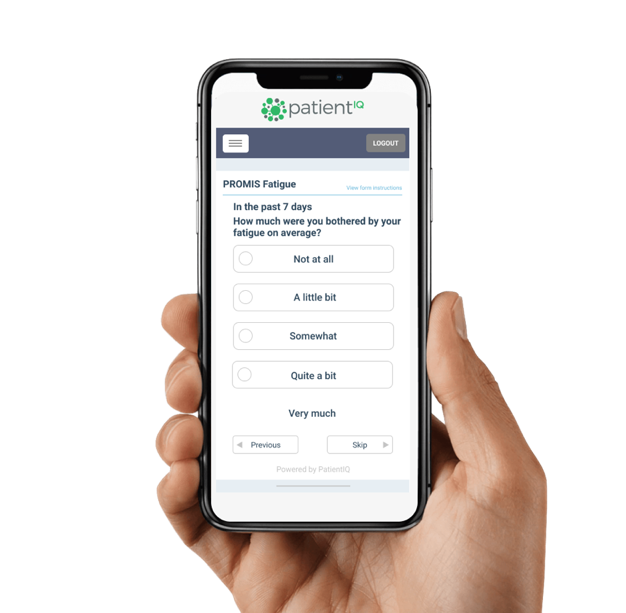 patientIQ
LOGOUT
PROMIS Fatigue
View form instructions
In the past 7 days
How much were you bothered by your
fatigue on average?
Not at all
A little bit
Somewhat
Quite a bit
Very much
Previous
Skip
Powered by PatientIQ